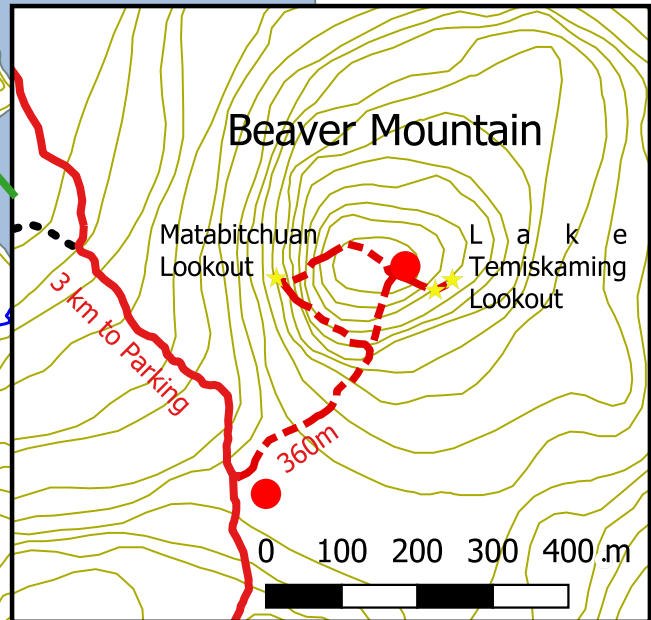 Beaver Mountain
Matabitchuan
Lookout
L a k e
Temiskaming
Lookout
3 km to Parking
360m
0 100 200 300 400 m